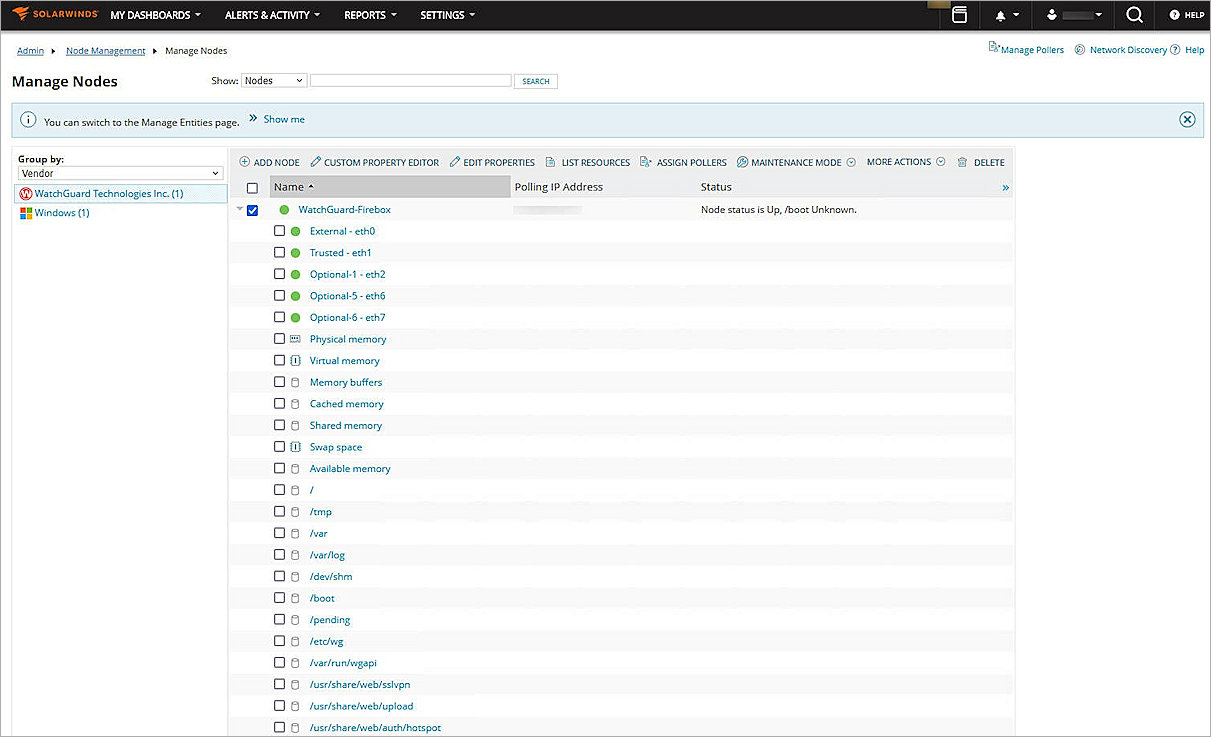 SOLARWINDS MY DASHBOARDS ALERTS & ACTIVITY REPORTS SETTINGS HELP
Admin Node Management Manage Nodes Manage Pollers Network Discovery Help
Manage Nodes Show: Nodes SEARCH
You can switch to the Manage Entities page. » Show me
Group by:
Vendor
WatchGuard Technologies Inc. (1)
Windows (1)
ADD NODE CUSTOM PROPERTY EDITOR EDIT PROPERTIES LIST RESOURCES ASSIGN POLLERS MAINTENANCE MODE MORE ACTIONS DELETE
Name Polling IP Address Status »
WatchGuard-Firebox Node status is Up, /boot Unknown.
External - eth0
Trusted - eth1
Optional-1 - eth2
Optional-5 - eth6
Optional-6 - eth7
Physical memory
Virtual memory
Memory buffers
Cached memory
Shared memory
Swap space
Available memory
/
/tmp
/var
/var/log
/dev/shm
/boot
/pending
/etc/wg
/var/run/wgapi
/usr/share/web/sslvpn
/usr/share/web/upload
/usr/share/web/auth/hotspot